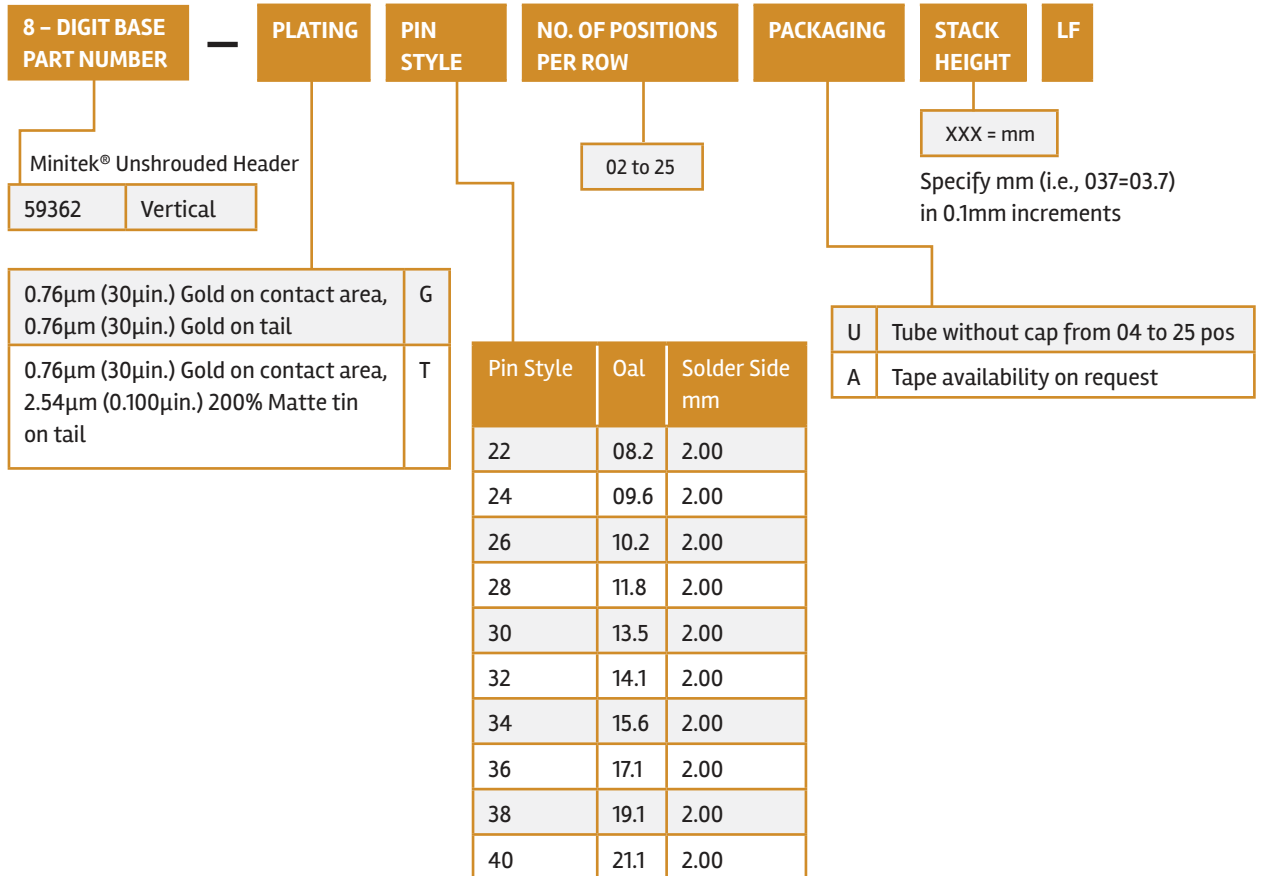 8 – DIGIT BASE
PART NUMBER
–
PLATING
PIN
STYLE
NO. OF POSITIONS
PER ROW
PACKAGING
STACK
HEIGHT
LF
Minitek® Unshrouded Header
59362 Vertical
02 to 25
XXX = mm
Specify mm (i.e., 037=03.7)
in 0.1mm increments
0.76µm (30µin.) Gold on contact area, G
0.76µm (30µin.) Gold on tail
0.76µm (30µin.) Gold on contact area, T
2.54µm (0.100µin.) 200% Matte tin
on tail
U Tube without cap from 04 to 25 pos
A Tape availability on request
Pin Style Oal Solder Side
mm
22 08.2 2.00
24 09.6 2.00
26 10.2 2.00
28 11.8 2.00
30 13.5 2.00
32 14.1 2.00
34 15.6 2.00
36 17.1 2.00
38 19.1 2.00
40 21.1 2.00